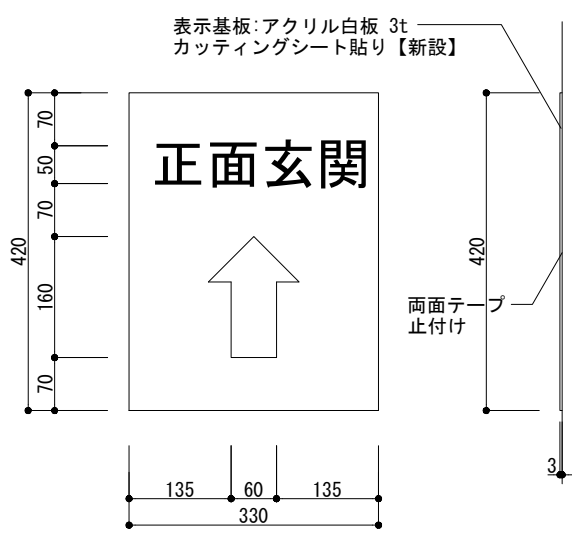 表示基板:アクリル白板 3t
カッティングシート貼り【新設】
正面玄関
70
50
70
160
70
420
420
両面テープ
止付け
3
135
60
135
330